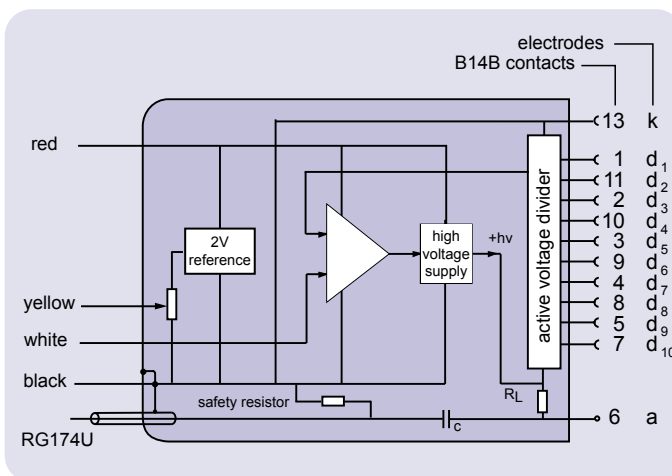 electrodes
B14B contacts
13 k
red
1 d1
11 d2
2 d3
10 d4
3 d5
9 d6
4 d7
8 d8
5 d9
7 d10
active voltage divider
2V
reference
high
voltage
supply
+hv
yellow
white
black
safety resistor
RL
c
6 a
RG174U